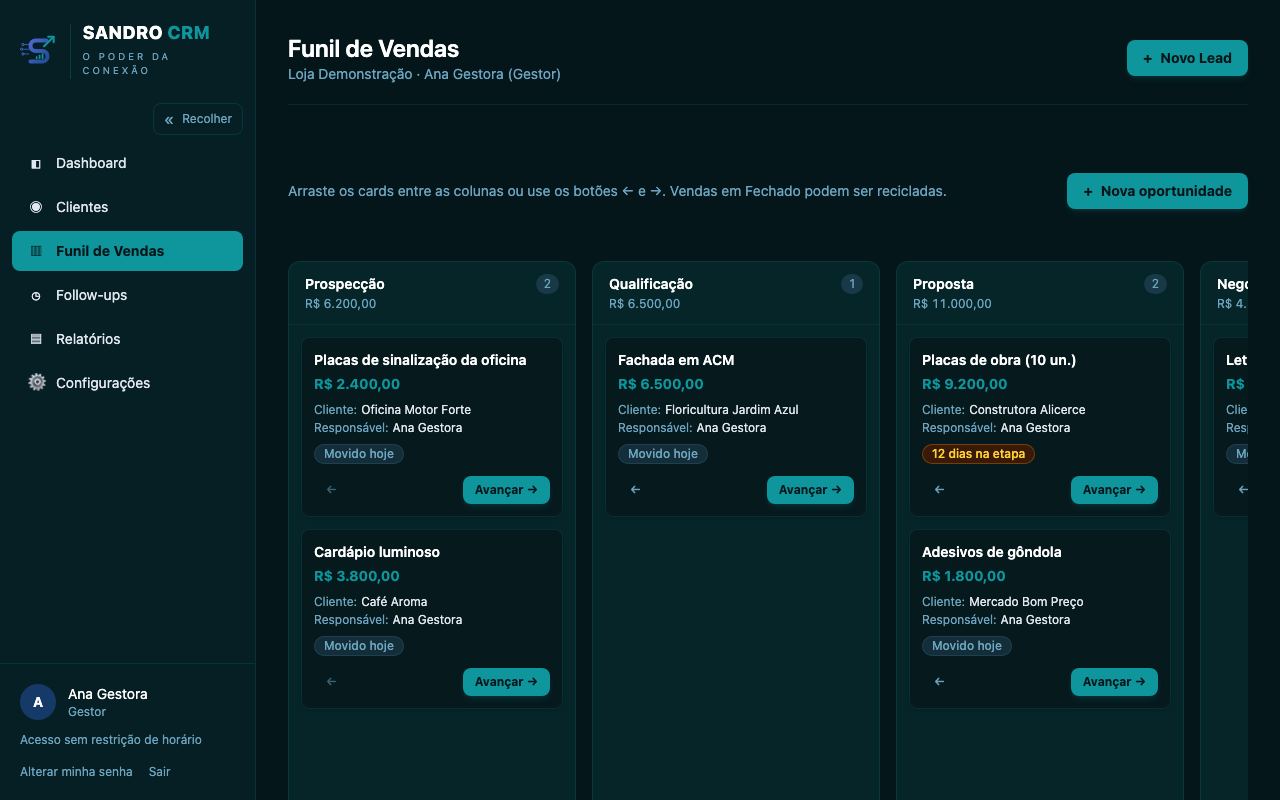 SANDRO CRM
O PODER DA
CONEXÃO
« Recolher
Dashboard
Clientes
Funil de Vendas
Follow-ups
Relatórios
Configurações
A
Ana Gestora
Gestor
Acesso sem restrição de horário
Alterar minha senha Sair
Funil de Vendas
Loja Demonstração · Ana Gestora (Gestor)
+ Novo Lead
Arraste os cards entre as colunas ou use os botões ← e →. Vendas em Fechado podem ser recicladas.
+ Nova oportunidade
Prospecção 2
R$ 6.200,00
Placas de sinalização da oficina
R$ 2.400,00
Cliente: Oficina Motor Forte
Responsável: Ana Gestora
Movido hoje
← Avançar →
Cardápio luminoso
R$ 3.800,00
Cliente: Café Aroma
Responsável: Ana Gestora
Movido hoje
← Avançar →
Qualificação 1
R$ 6.500,00
Fachada em ACM
R$ 6.500,00
Cliente: Floricultura Jardim Azul
Responsável: Ana Gestora
Movido hoje
← Avançar →
Proposta 2
R$ 11.000,00
Placas de obra (10 un.)
R$ 9.200,00
Cliente: Construtora Alicerce
Responsável: Ana Gestora
12 dias na etapa
← Avançar →
Adesivos de gôndola
R$ 1.800,00
Cliente: Mercado Bom Preço
Responsável: Ana Gestora
Movido hoje
← Avançar →
R$ 4.
R$
←